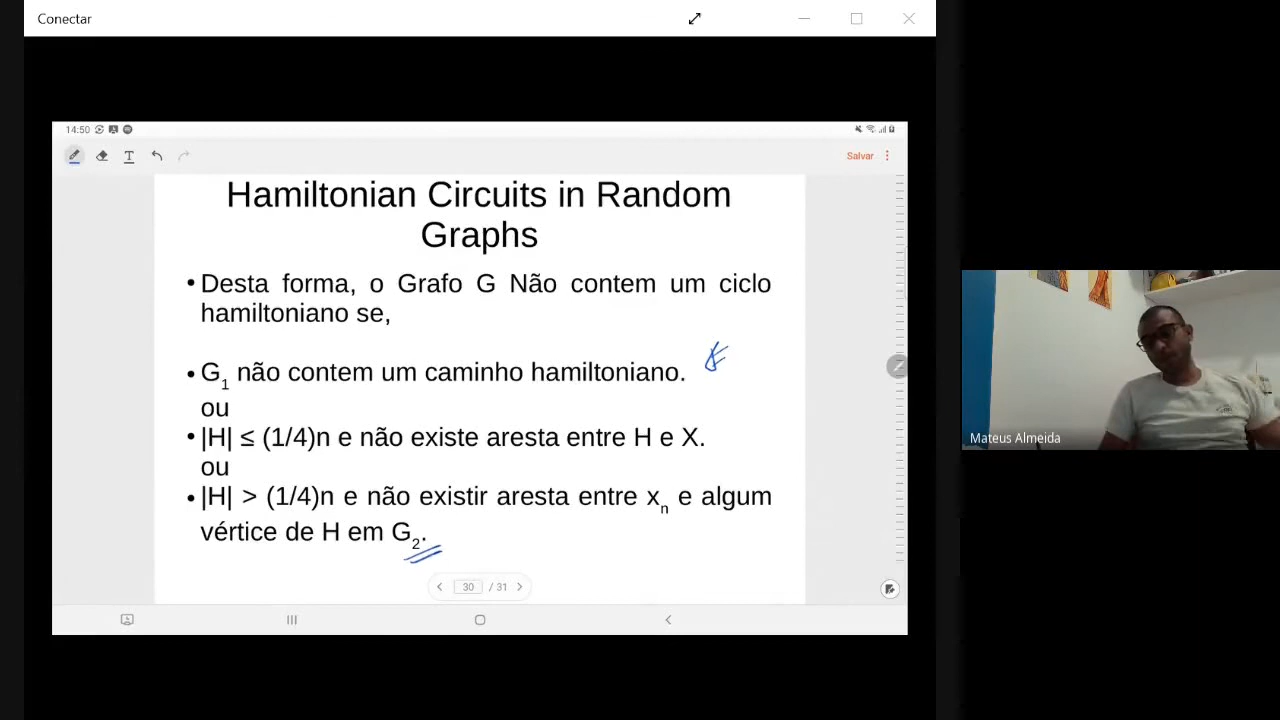 Conectar
14:50
Salvar
Hamiltonian Circuits in Random
Graphs
•Desta forma, o Grafo G Não contem um ciclo
hamiltoniano se,
•G₁ não contem um caminho hamiltoniano.
ou
•|H| ≤ (1/4)n e não existe aresta entre H e X.
ou
•|H| > (1/4)n e não existir aresta entre xₙ e algum
vértice de H em G₂.
30 / 31
Mateus Almeida